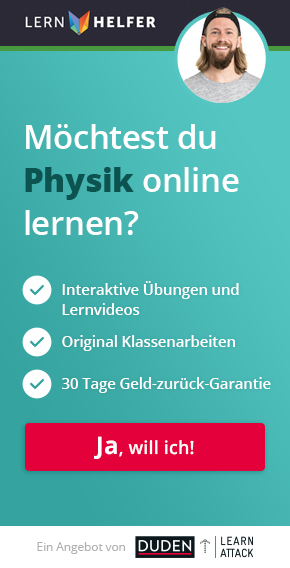 LERN HELFER
Möchtest du
Physik online
lernen?
Interaktive Übungen und
Lernvideos
Original Klassenarbeiten
30 Tage Geld-zurück-Garantie
Ja, will ich!
Ein Angebot von DUDEN LEARN
ATTACK